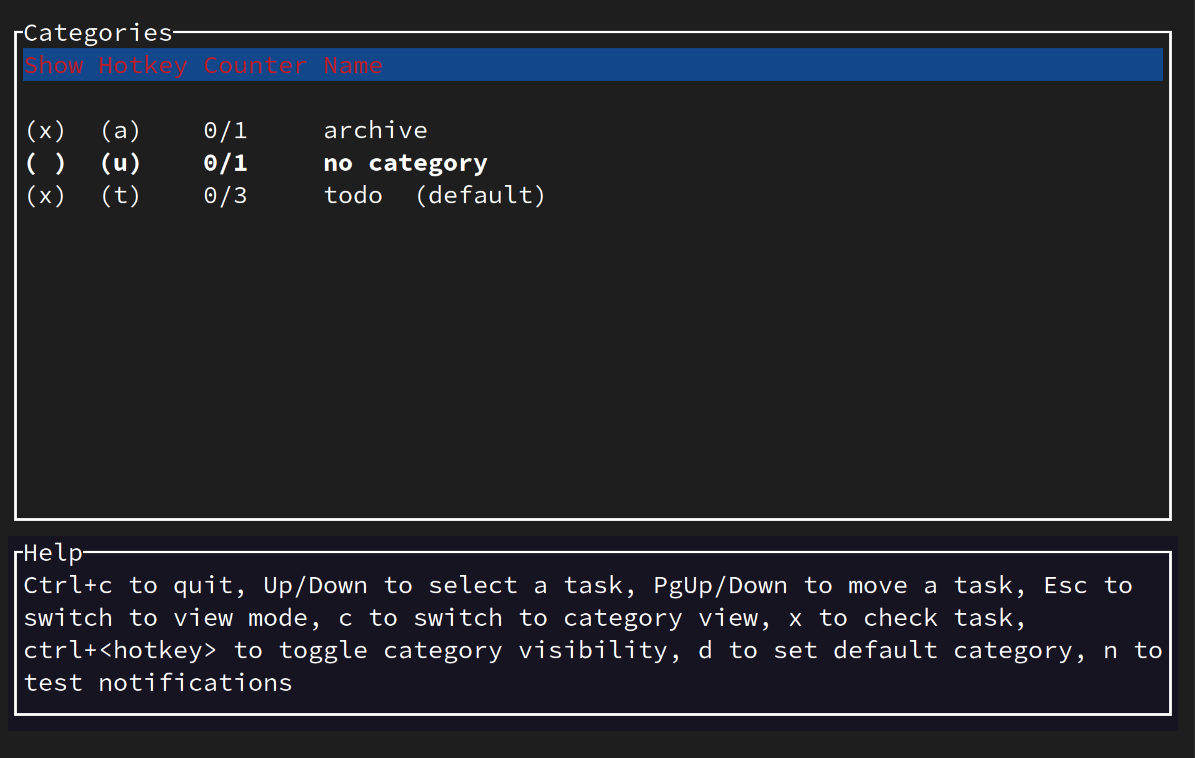 Categories
Show Hotkey Counter Name
(x) (a) 0/1 archive
( ) (u) 0/1 no category
(x) (t) 0/3 todo (default)
Help
Ctrl+c to quit, Up/Down to select a task, PgUp/Down to move a task, Esc to
switch to view mode, c to switch to category view, x to check task,
ctrl+<hotkey> to toggle category visibility, d to set default category, n to
test notifications